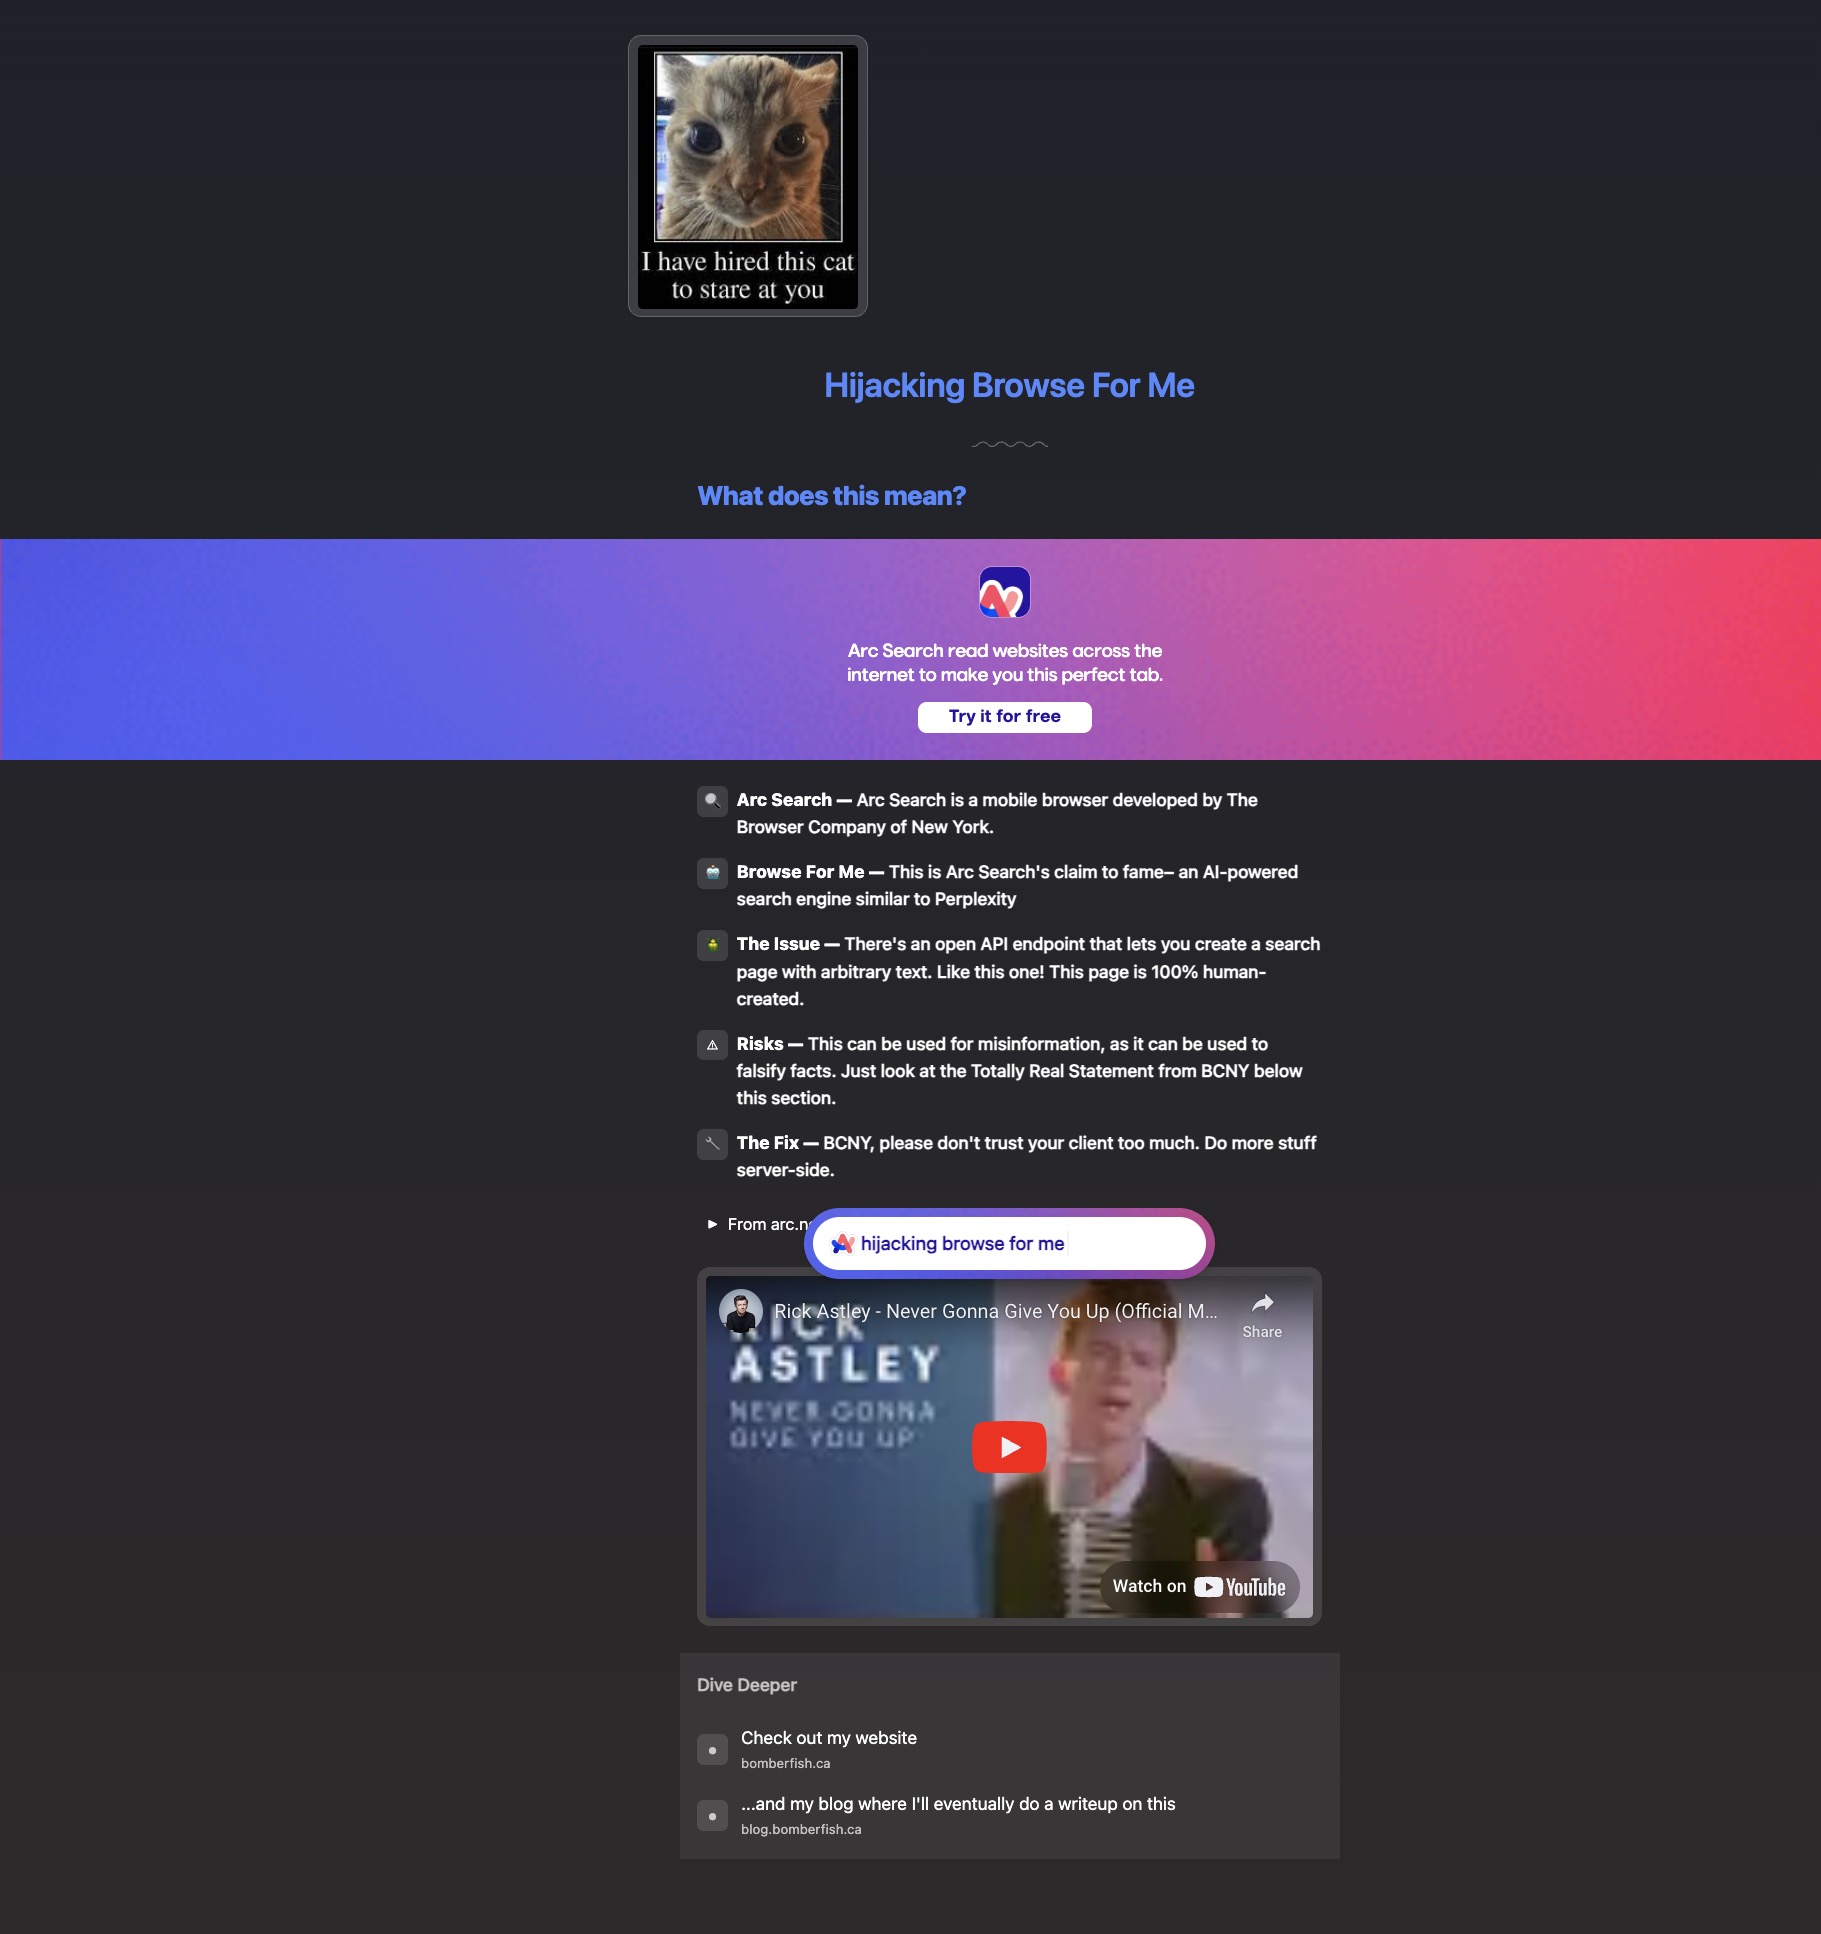 I have hired this cat
to stare at you
Hijacking Browse For Me
What does this mean?
Arc Search read websites across the
internet to make you this perfect tab.
Try it for free
Arc Search — Arc Search is a mobile browser developed by The
Browser Company of New York.
Browse For Me — This is Arc Search's claim to fame– an AI-powered
search engine similar to Perplexity
The Issue — There's an open API endpoint that lets you create a search
page with arbitrary text. Like this one! This page is 100% human-
created.
Risks — This can be used for misinformation, as it can be used to
falsify facts. Just look at the Totally Real Statement from BCNY below
this section.
The Fix — BCNY, please don't trust your client too much. Do more stuff
server-side.
From arc.n
hijacking browse for me
Rick Astley - Never Gonna Give You Up (Official M...
Share
RICK
ASTLEY
NEVER GONNA
GIVE YOU UP
Watch on YouTube
Dive Deeper
Check out my website
bomberfish.ca
...and my blog where I'll eventually do a writeup on this
blog.bomberfish.ca